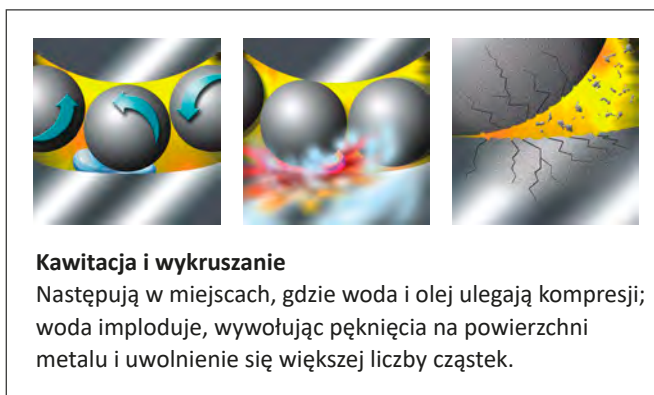 Kawitacja i wykruszanie
Następują w miejscach, gdzie woda i olej ulegają kompresji;
woda imploduje, wywołując pęknięcia na powierzchni
metalu i uwolnienie się większej liczby cząstek.